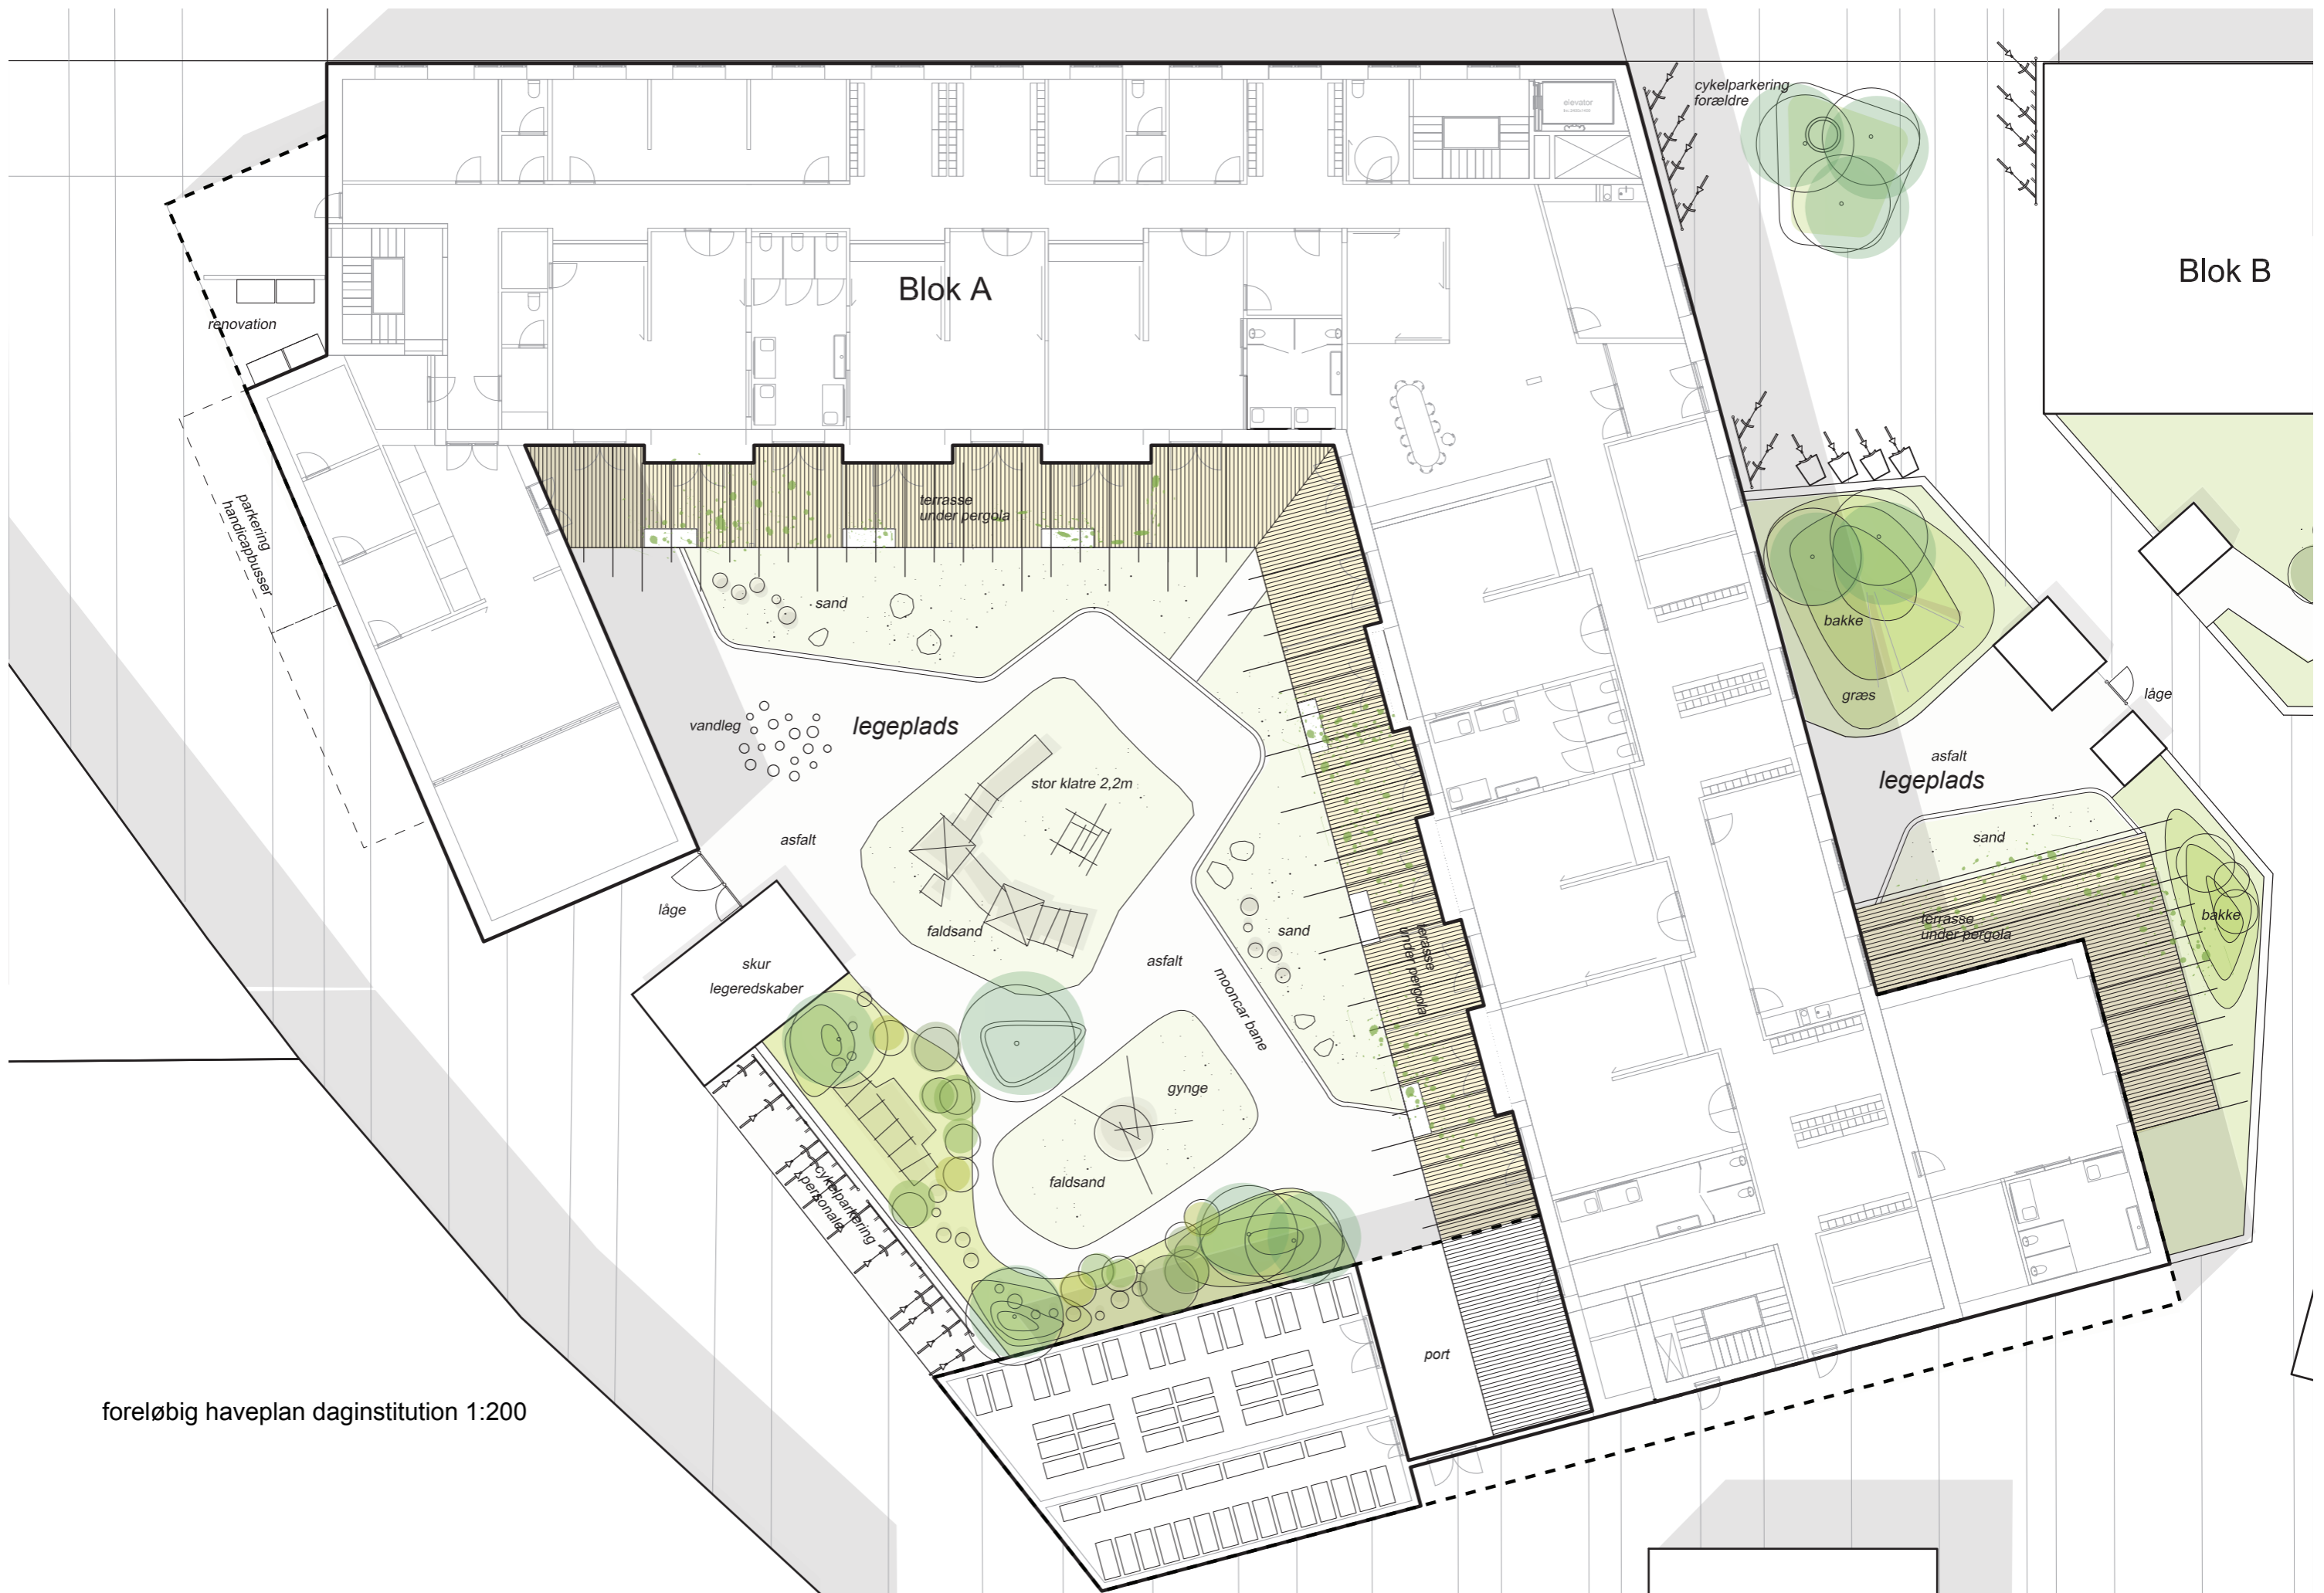 cykelparkering
forældre
elevator
Blok A
Blok B
renovation
parkering
handicapbusser
terrasse
under pergola
sand
bakke
græs
låge
vandleg
legeplads
stor klatre 2,2m
asfalt
asfalt
legeplads
sand
låge
faldsand
sand
terasse
under pergola
terrasse
under pergola
bakke
skur
legeredskaber
asfalt
mooncar bane
gynge
faldsand
cykelparkering
personale
port
foreløbig haveplan daginstitution 1:200